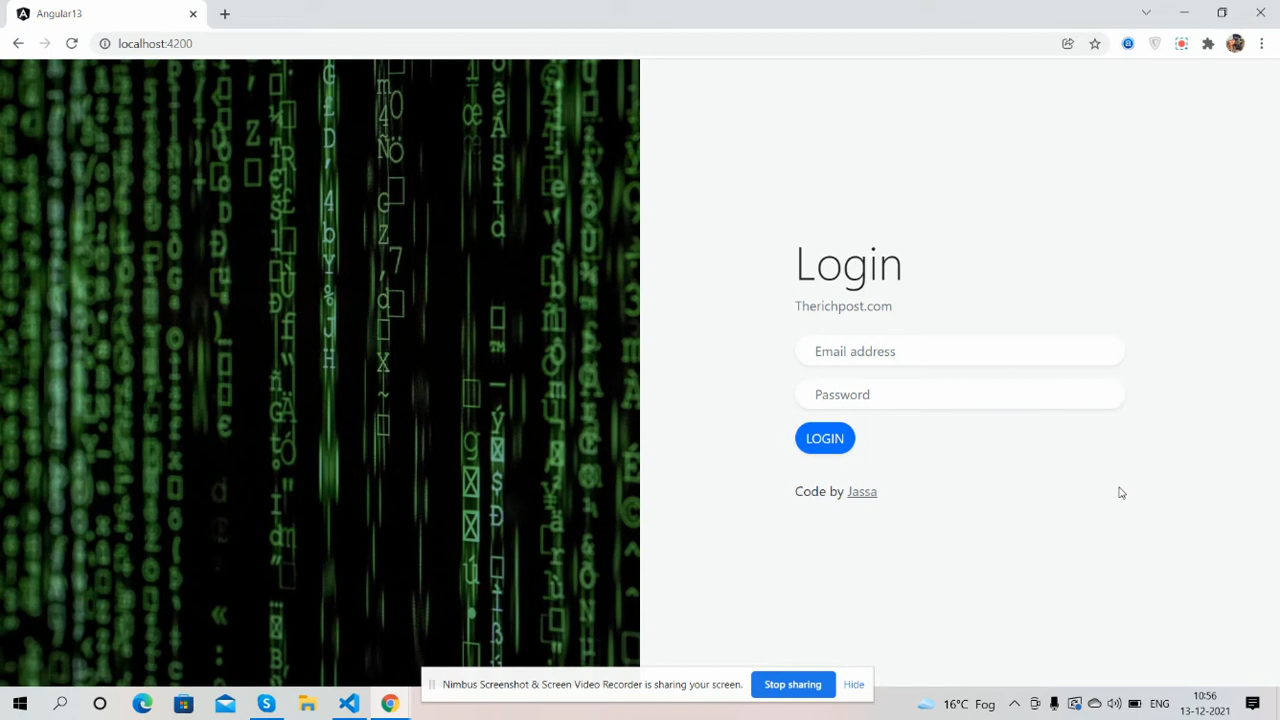 Angular13
localhost:4200
Login
Therichpost.com
Email address
Password
LOGIN
Code by Jassa
Nimbus Screenshot & Screen Video Recorder is sharing your screen.
Stop sharing
Hide
16°C Fog
ENG
10:56
13-12-2021